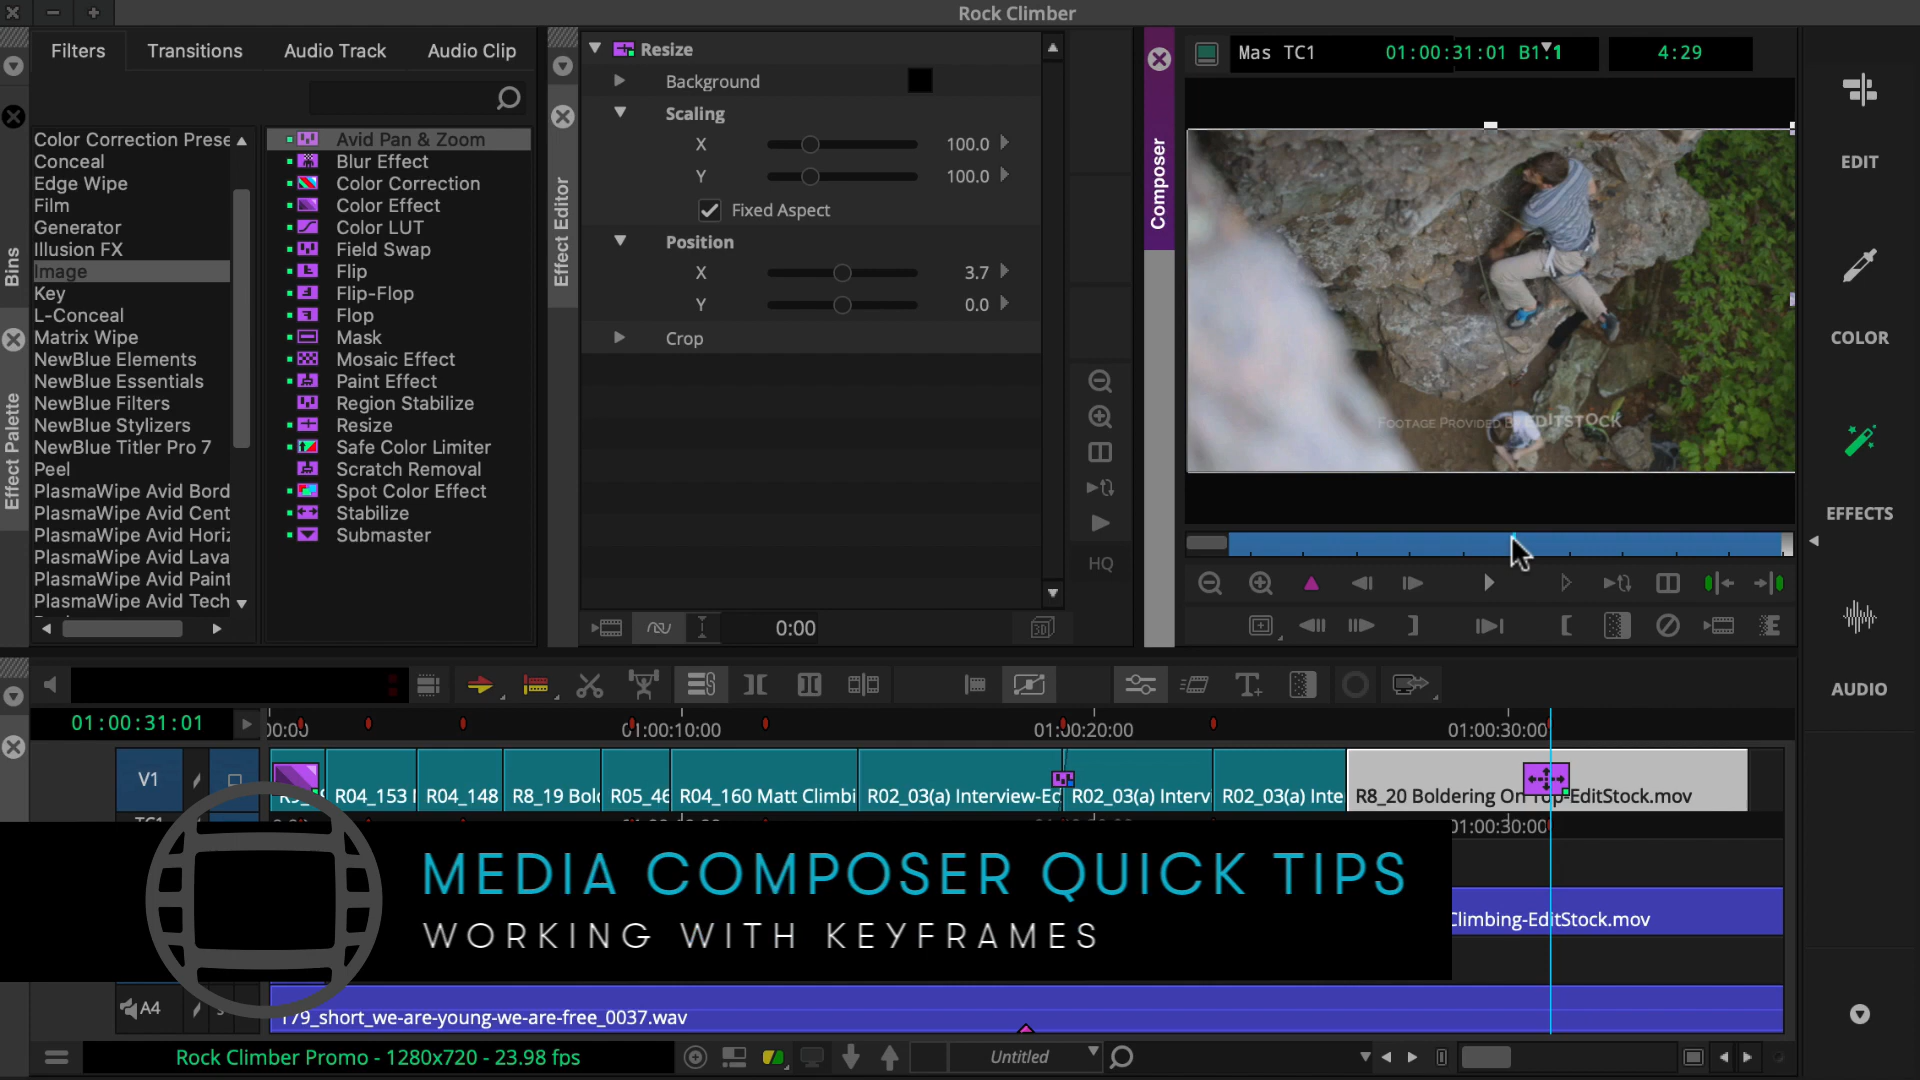 Rock Climber
Filters
Transitions
Audio Track
Audio Clip
Bins
Effect Palette
Color Correction Prese
Conceal
Edge Wipe
Film
Generator
Illusion FX
Image
Key
L-Conceal
Matrix Wipe
NewBlue Elements
NewBlue Essentials
NewBlue Filters
NewBlue Stylizers
NewBlue Titler Pro 7
Peel
PlasmaWipe Avid Bord
PlasmaWipe Avid Cent
PlasmaWipe Avid Horiz
PlasmaWipe Avid Lava
PlasmaWipe Avid Paint
PlasmaWipe Avid Tech
Avid Pan & Zoom
Blur Effect
Color Correction
Color Effect
Color LUT
Field Swap
Flip
Flip-Flop
Flop
Mask
Mosaic Effect
Paint Effect
Region Stabilize
Resize
Safe Color Limiter
Scratch Removal
Spot Color Effect
Stabilize
Submaster
Effect Editor
Resize
Background
Scaling
X 100.0
Y 100.0
Fixed Aspect
Position
X 3.7
Y 0.0
Crop
HQ
0:00
Composer
Mas TC1 01:00:31:01 B1 1 4:29
FOOTAGE PROVIDED BY EDITSTOCK
EDIT
COLOR
EFFECTS
AUDIO
01:00:31:01
00:00 01:00:10:00 01:00:20:00 01:00:30:00
V1
R04_153 R04_148 R8_19 Bol R05_46 R04_160 Matt Climbi R02_03(a) Interview-Ec R02_03(a) Interv R02_03(a) Inte R8_20 Boldering On Top-EditStock.mov
TC1
01:00:30:00
MEDIA COMPOSER QUICK TIPS
WORKING WITH KEYFRAMES
Climbing-EditStock.mov
A4
179_short_we-are-young-we-are-free_0037.wav
Rock Climber Promo - 1280x720 - 23.98 fps
Untitled